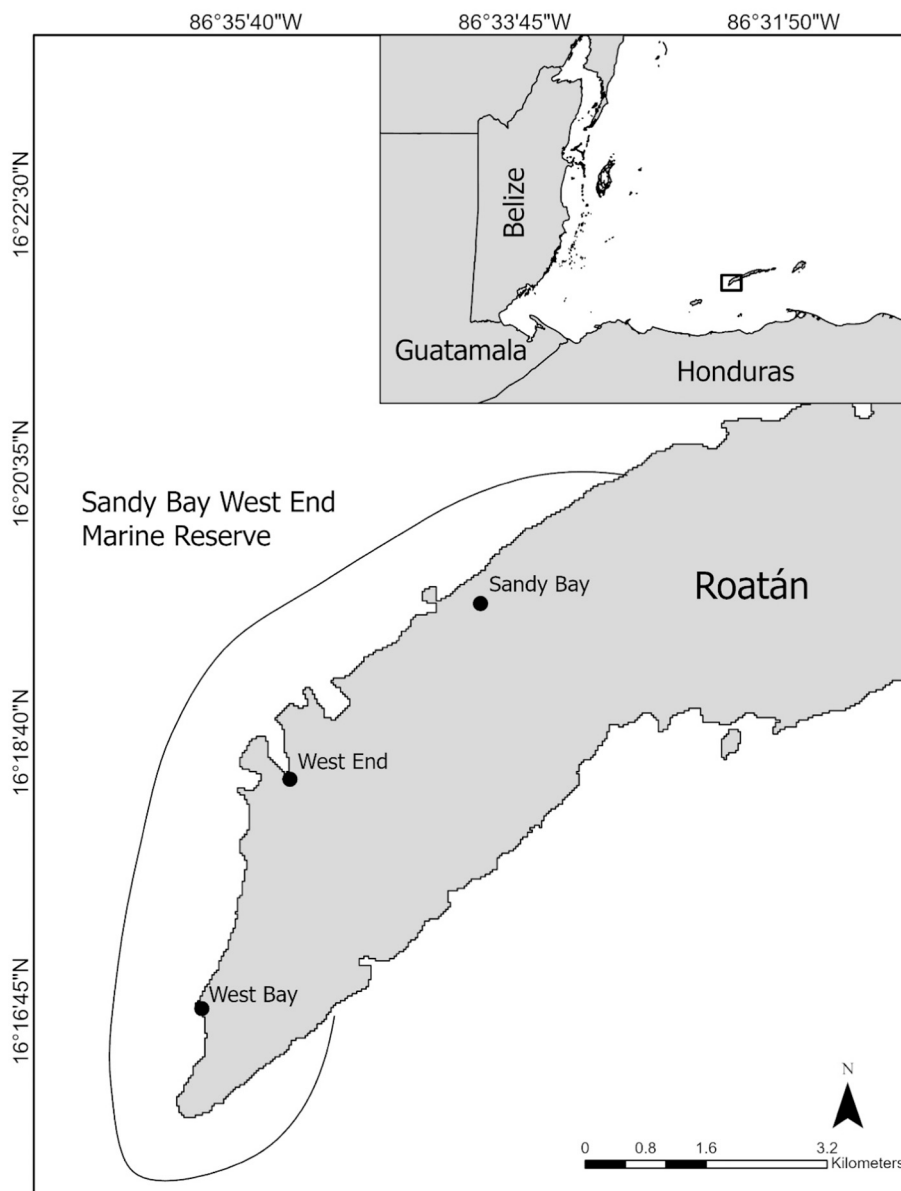 86°35'40"W 86°33'45"W 86°31'50"W
16°22'30"N
16°20'35"N
16°18'40"N
16°16'45"N
Belize
Guatamala
Honduras
Sandy Bay West End
Marine Reserve
Sandy Bay
Roatán
West End
West Bay
N
0 0.8 1.6 3.2
Kilometers